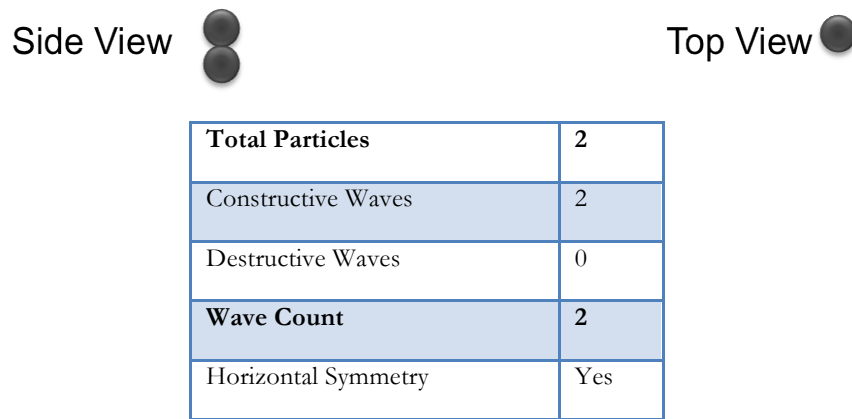 Side View
Top View
Total Particles 2
Constructive Waves 2
Destructive Waves 0
Wave Count 2
Horizontal Symmetry Yes